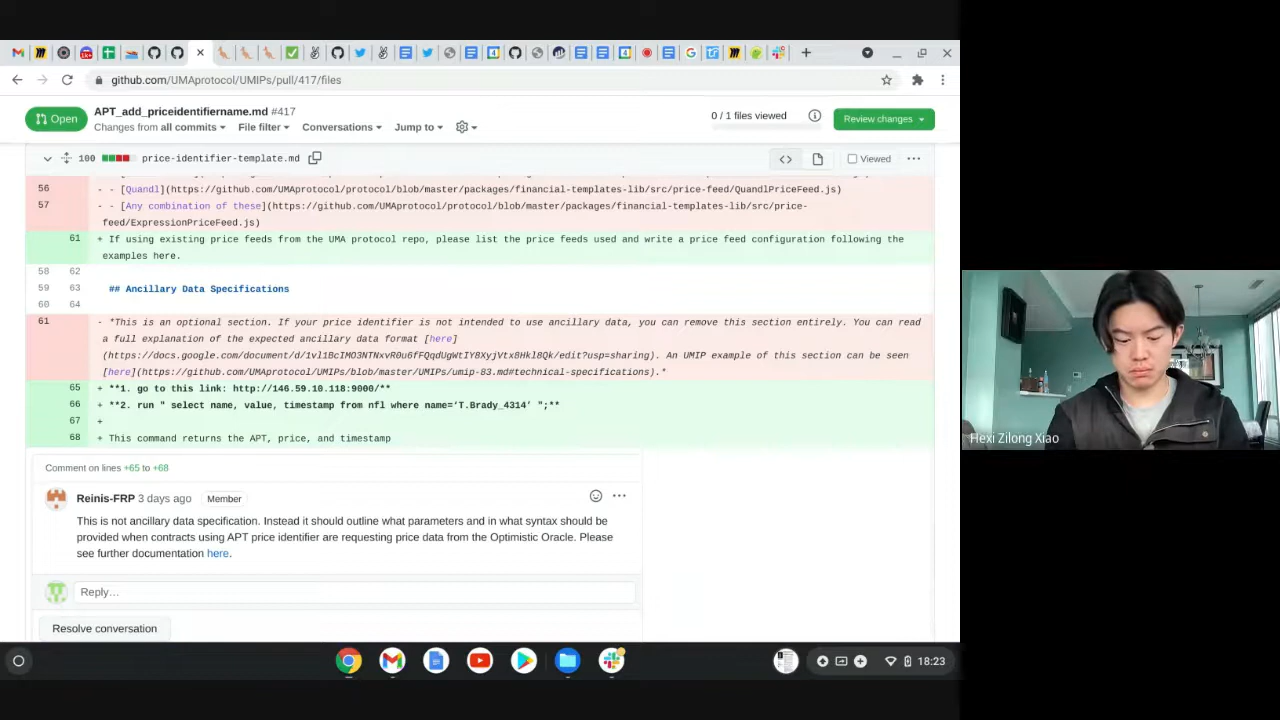 github.com/UMAprotocol/UMIPs/pull/417/files
Open
APT_add_priceidentifiername.md #417
Changes from all commits
File filter
Conversations
Jump to
0 / 1 files viewed
Review changes
100
price-identifier-template.md
Viewed
56 - - [Quandl](https://github.com/UMAprotocol/protocol/blob/master/packages/financial-templates-lib/src/price-feed/QuandlPriceFeed.js)
57 - - [Any combination of these](https://github.com/UMAprotocol/protocol/blob/master/packages/financial-templates-lib/src/price-
feed/ExpressionPriceFeed.js)
61 + If using existing price feeds from the UMA protocol repo, please list the price feeds used and write a price feed configuration following the
examples here.
58 62
59 63 ## Ancillary Data Specifications
60 64
61 - *This is an optional section. If your price identifier is not intended to use ancillary data, you can remove this section entirely. You can read
a full explanation of the expected ancillary data format [here]
(https://docs.google.com/document/d/1vl1BcIMO3NTNxvR0u6fFQqdUgWtIY8XyjVtx8Hkl8Qk/edit?usp=sharing). An UMIP example of this section can be seen
[here](https://github.com/UMAprotocol/UMIPs/blob/master/UMIPs/umip-83.md#technical-specifications).*
65 + **1. go to this link: http://146.59.10.118:9000/**
66 + **2. run " select name, value, timestamp from nfl where name='T.Brady_4314' ";**
67 +
68 + This command returns the APT, price, and timestamp
Comment on lines +65 to +68
Reinis-FRP 3 days ago Member
This is not ancillary data specification. Instead it should outline what parameters and in what syntax should be
provided when contracts using APT price identifier are requesting price data from the Optimistic Oracle. Please
see further documentation here.
Reply…
Resolve conversation
18:23
Hexi Zilong Xiao